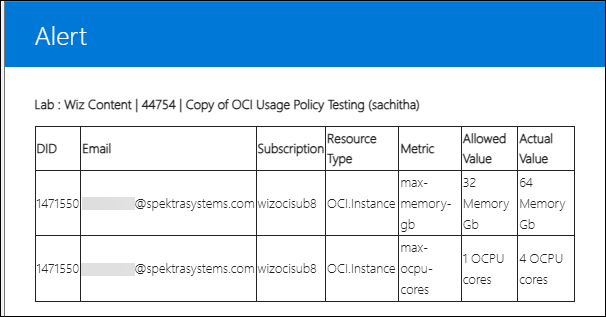 Alert
Lab : Wiz Content | 44754 | Copy of OCI Usage Policy Testing (sachitha)
DID Email Subscription Resource Type Metric Allowed Value Actual Value
1471550 @spektrasystems.com wizocisub8 OCI.Instance max-memory-gb 32 Memory Gb 64 Memory Gb
1471550 @spektrasystems.com wizocisub8 OCI.Instance max-ocpu-cores 1 OCPU cores 4 OCPU cores